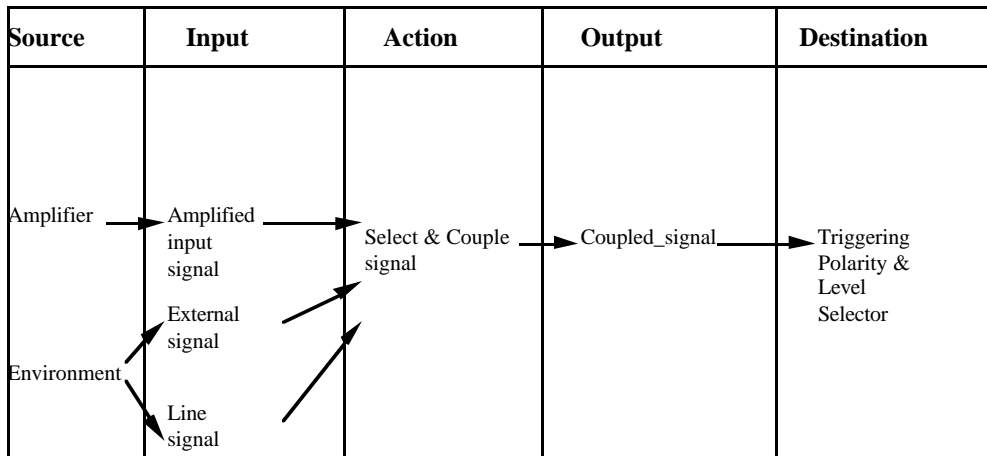 Source
Input
Action
Output
Destination
Amplifier
Amplified
input
signal
Select & Couple
signal
Coupled_signal
Triggering
Polarity &
Level
Selector
External
signal
Environment
Line
signal